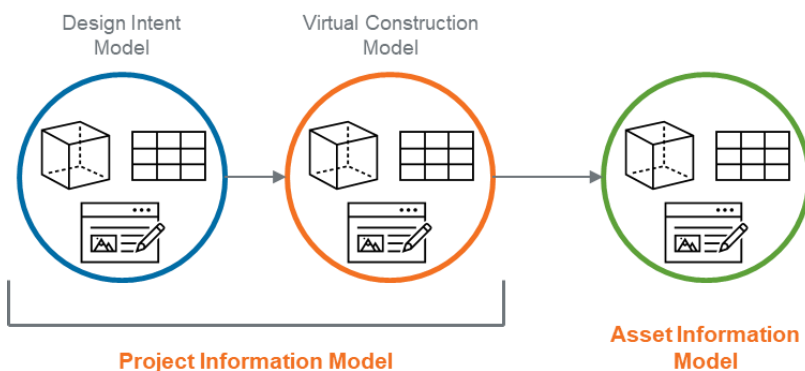 Design Intent
Model
Virtual Construction
Model
Project Information Model
Asset Information
Model